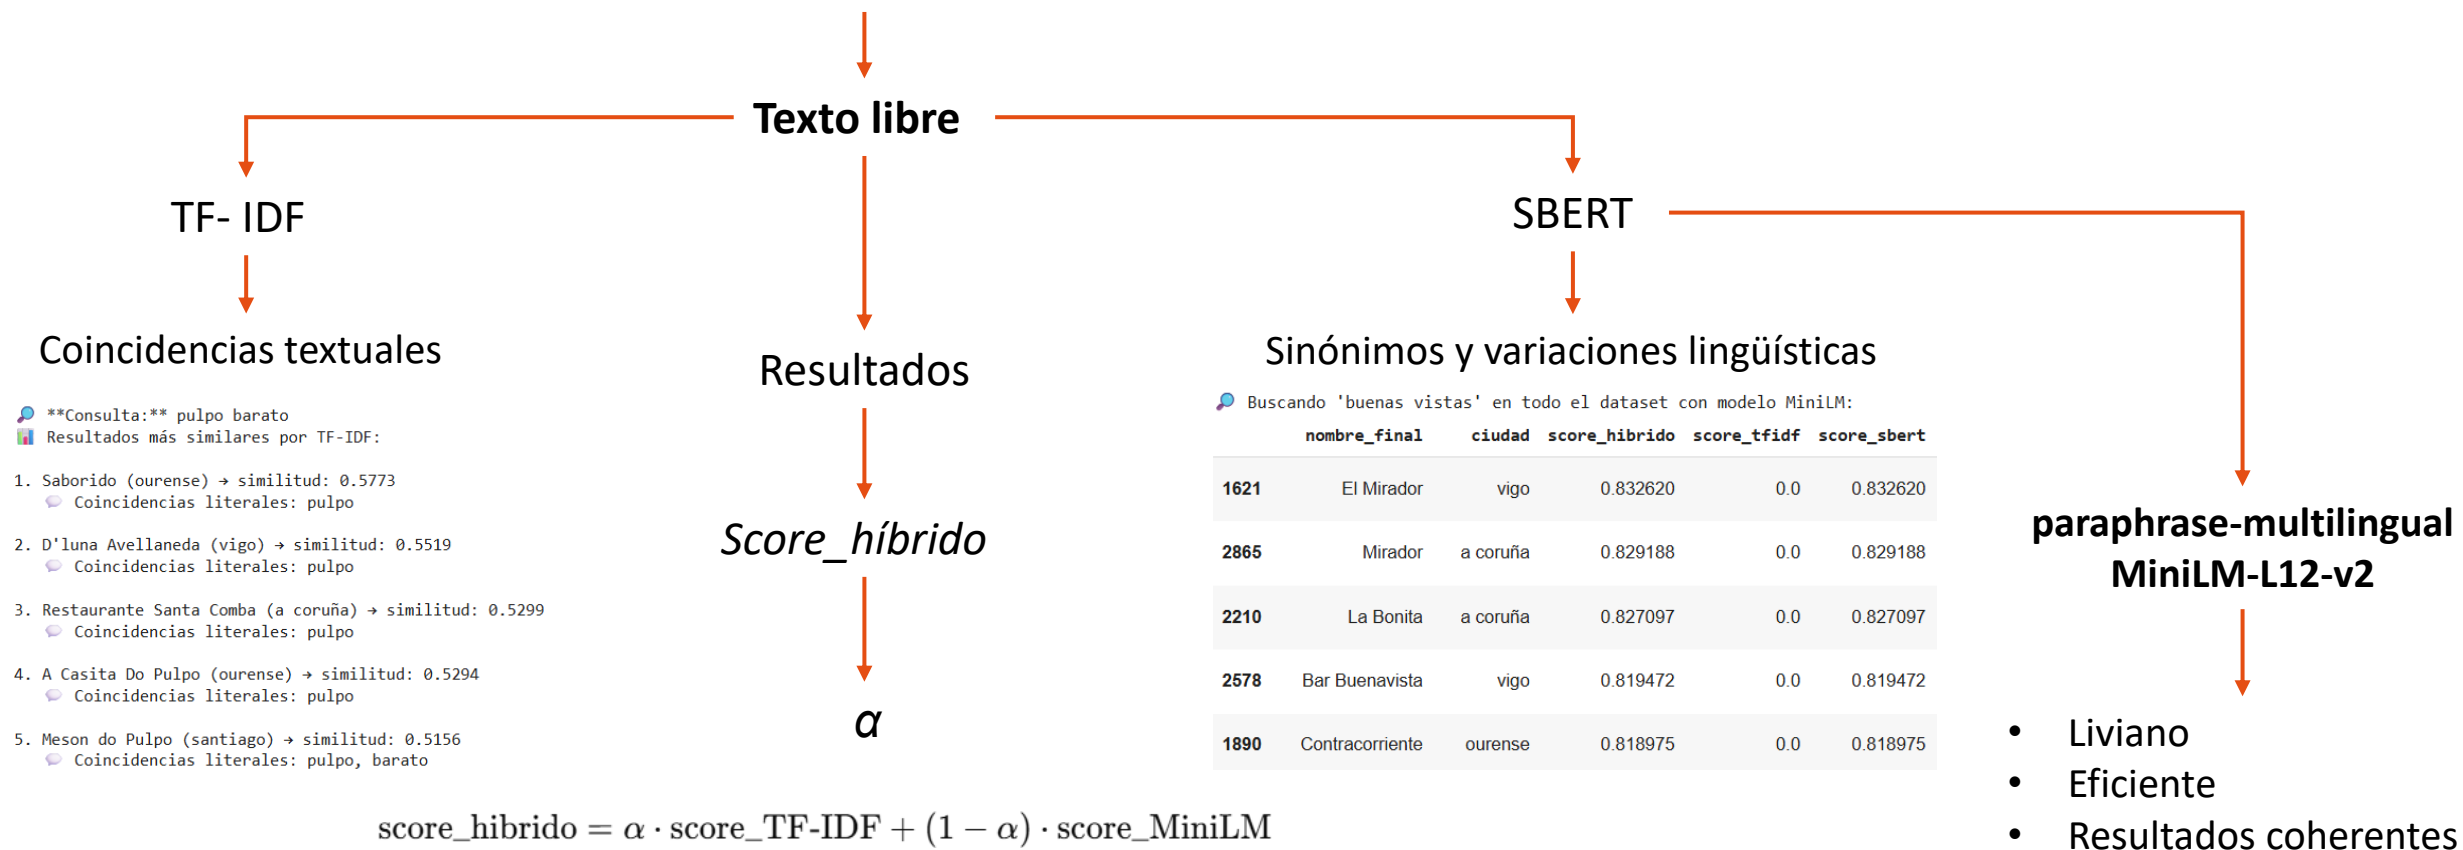 Texto libre
TF- IDF
Coincidencias textuales
🔎 **Consulta:** pulpo barato
📊 Resultados más similares por TF-IDF:
1. Saborido (ourense) → similitud: 0.5773
💬 Coincidencias literales: pulpo
2. D'luna Avellaneda (vigo) → similitud: 0.5519
💬 Coincidencias literales: pulpo
3. Restaurante Santa Comba (a coruña) → similitud: 0.5299
💬 Coincidencias literales: pulpo
4. A Casita Do Pulpo (ourense) → similitud: 0.5294
💬 Coincidencias literales: pulpo
5. Meson do Pulpo (santiago) → similitud: 0.5156
💬 Coincidencias literales: pulpo, barato
Resultados
Score_híbrido
α
score_hibrido = α · score_TF-IDF + (1 − α) · score_MiniLM
SBERT
Sinónimos y variaciones lingüísticas
🔎 Buscando 'buenas vistas' en todo el dataset con modelo MiniLM:
nombre_final ciudad score_hibrido score_tfidf score_sbert
1621 El Mirador vigo 0.832620 0.0 0.832620
2865 Mirador a coruña 0.829188 0.0 0.829188
2210 La Bonita a coruña 0.827097 0.0 0.827097
2578 Bar Buenavista vigo 0.819472 0.0 0.819472
1890 Contracorriente ourense 0.818975 0.0 0.818975
paraphrase-multilingual
MiniLM-L12-v2
• Liviano
• Eficiente
• Resultados coherentes